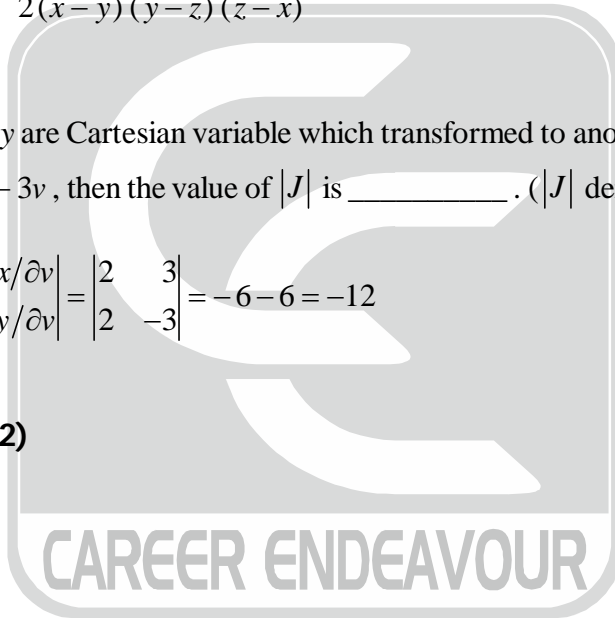 2(x – y)(y – z)(z – x)
y are Cartesian variable which transformed to ano
– 3v , then the value of |J| is __________ . (|J| de
x/∂v| = |2 3| = – 6 – 6 = –12
y/∂v| |2 –3|
2)
CAREER ENDEAVOUR